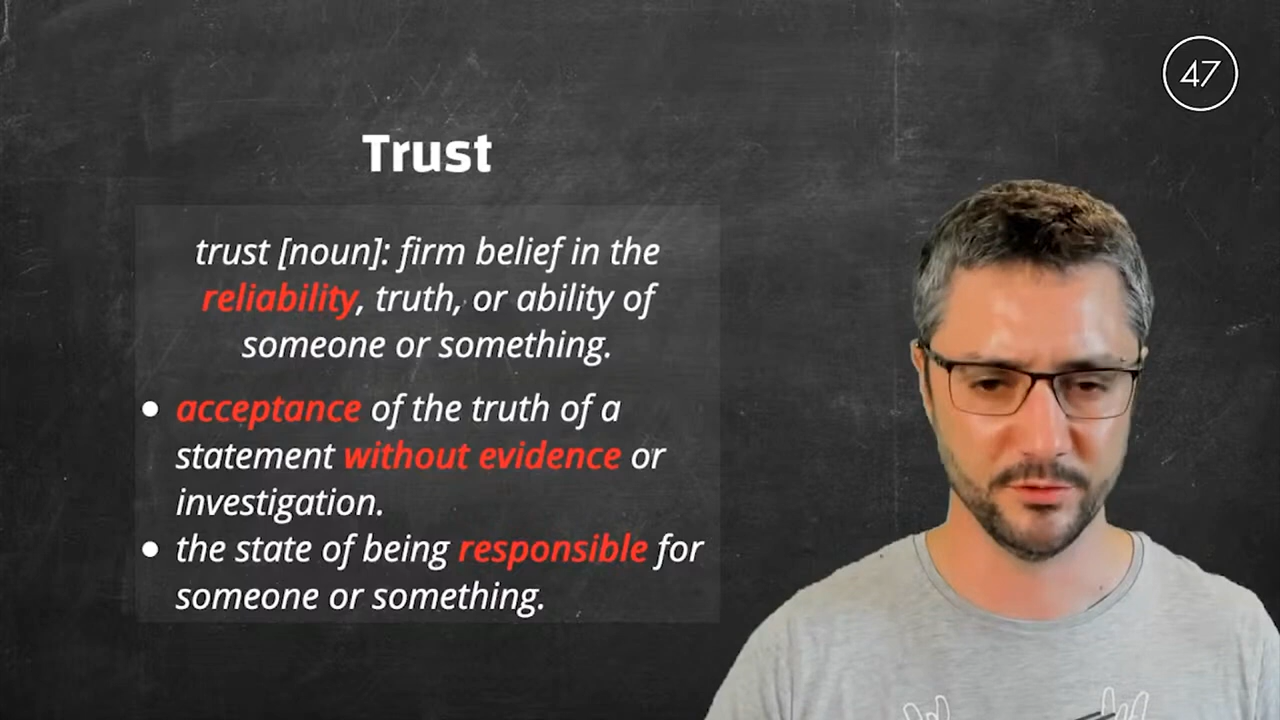 47
Trust
trust [noun]: firm belief in the
reliability, truth, or ability of
someone or something.
• acceptance of the truth of a
statement without evidence or
investigation.
• the state of being responsible for
someone or something.